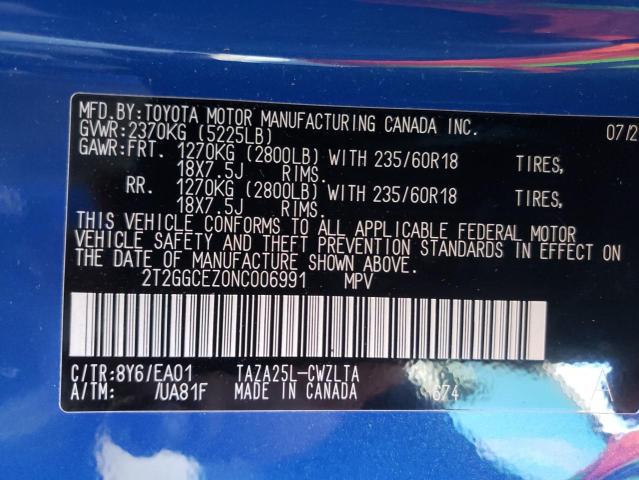 MFD.BY:TOYOTA MOTOR MANUFACTURING CANADA INC. 07/2
GVWR:2370KG (5225LB)
GAWR:FRT. 1270KG (2800LB) WITH 235/60R18 TIRES,
18X7.5J RIMS.
RR. 1270KG (2800LB) WITH 235/60R18 TIRES,
18X7.5J RIMS.
THIS VEHICLE CONFORMS TO ALL APPLICABLE FEDERAL MOTOR
VEHICLE SAFETY AND THEFT PREVENTION STANDARDS IN EFFECT ON
THE DATE OF MANUFACTURE SHOWN ABOVE.
2T2GGCEZ0NC006991 MPV
C/TR:8Y6/EA01 TAZA25L-CWZLTA
A/TM: /UA81F MADE IN CANADA 674 A